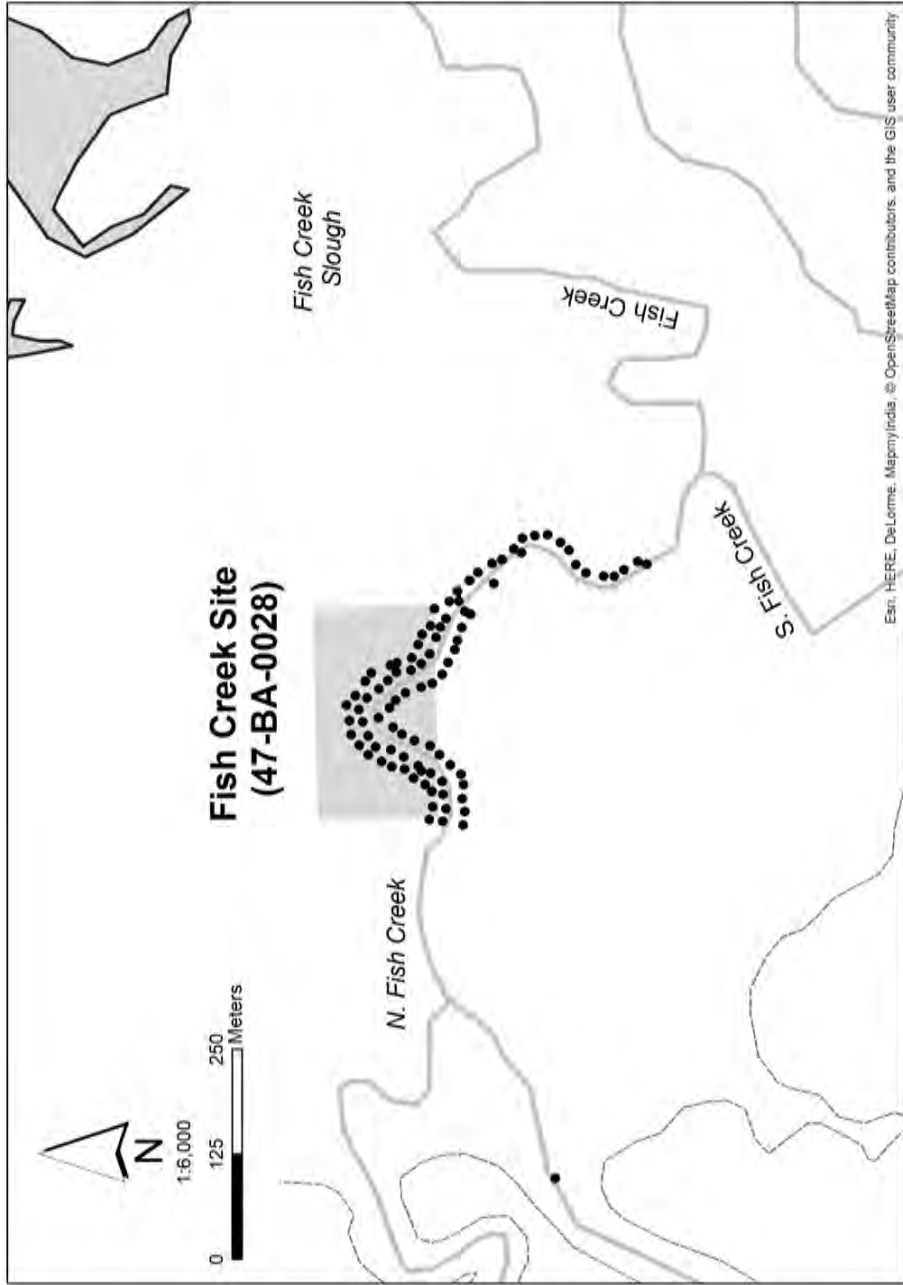 N
1:6,000
0 125 250
Meters
Fish Creek Site
(47-BA-0028)
N. Fish Creek
Fish Creek
Slough
Fish Creek
S. Fish Creek
Esri, HERE, DeLorme, MapmyIndia, © OpenStreetMap contributors, and the GIS user community